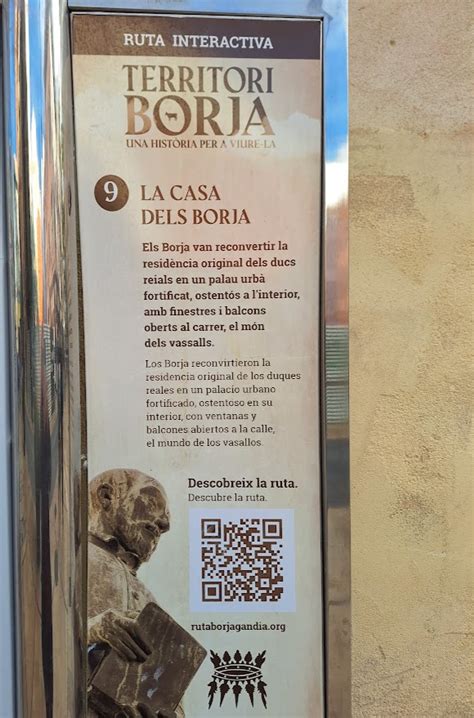 RUTA INTERACTIVA
TERRITORI
BORJA
UNA HISTÒRIA PER A VIURE-LA
9 LA CASA
DELS BORJA
Els Borja van reconvertir la
residència original dels ducs
reials en un palau urbà
fortificat, ostentós a l'interior,
amb finestres i balcons
oberts al carrer, el món
dels vassalls.
Los Borja reconvirtieron la
residencia original de los duques
reales en un palacio urbano
fortificado, ostentoso en su
interior, con ventanas y
balcones abiertos a la calle,
el mundo de los vasallos.
Descobreix la ruta.
Descubre la ruta.
rutaborjagandia.org